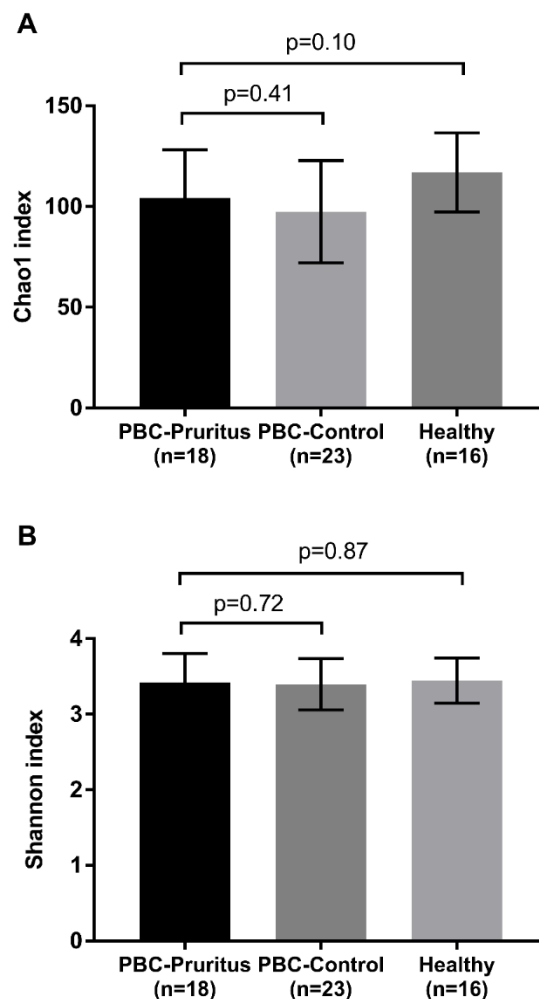 A
p=0.10
p=0.41
150
100
50
0
Chao1 index
PBC-Pruritus PBC-Control Healthy
(n=18) (n=23) (n=16)
B
p=0.87
p=0.72
4
3
2
1
0
Shannon index
PBC-Pruritus PBC-Control Healthy
(n=18) (n=23) (n=16)